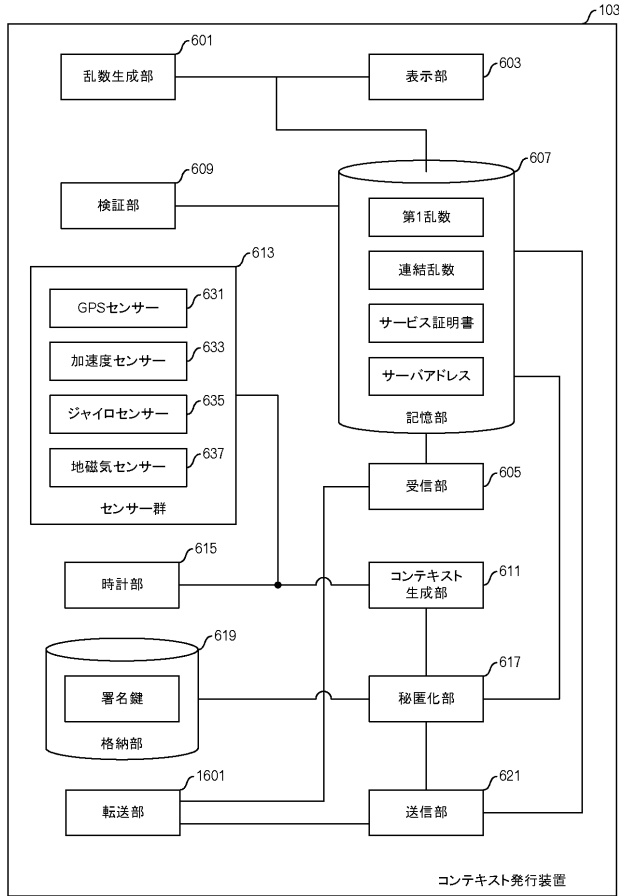 103
601
乱数生成部
表示部
603
607
609
検証部
第1乱数
連結乱数
サービス証明書
サーバアドレス
記憶部
613
GPSセンサー
631
加速度センサー
633
ジャイロセンサー
635
地磁気センサー
637
センサー群
受信部
605
615
時計部
コンテキスト
生成部
611
619
署名鍵
格納部
秘匿化部
617
1601
転送部
送信部
621
コンテキスト発行装置